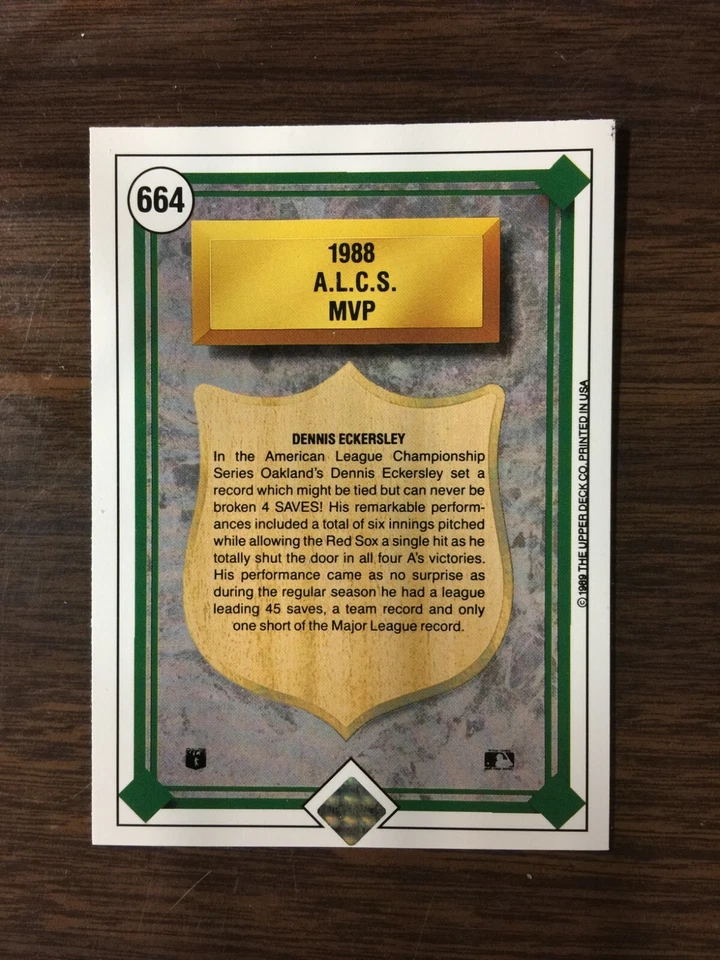 664
1988
A.L.C.S.
MVP
DENNIS ECKERSLEY
In the American League Championship
Series Oakland's Dennis Eckersley set a
record which might be tied but can never be
broken 4 SAVES! His remarkable perform-
ances included a total of six innings pitched
while allowing the Red Sox a single hit as he
totally shut the door in all four A's victories.
His performance came as no surprise as
during the regular season he had a league
leading 45 saves, a team record and only
one short of the Major League record.
© 1989 THE UPPER DECK CO. PRINTED IN USA